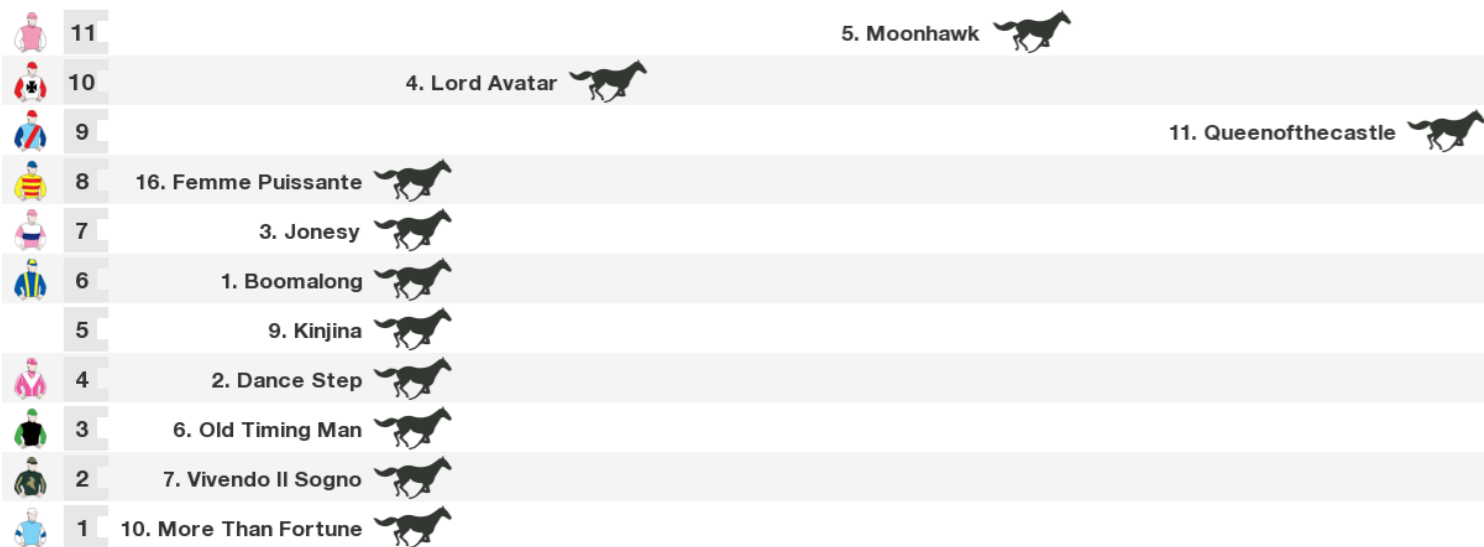 11 5. Moonhawk
10 4. Lord Avatar
9 11. Queenofthecastle
8 16. Femme Puissante
7 3. Jonesy
6 1. Boomalong
5 9. Kinjina
4 2. Dance Step
3 6. Old Timing Man
2 7. Vivendo Il Sogno
1 10. More Than Fortune